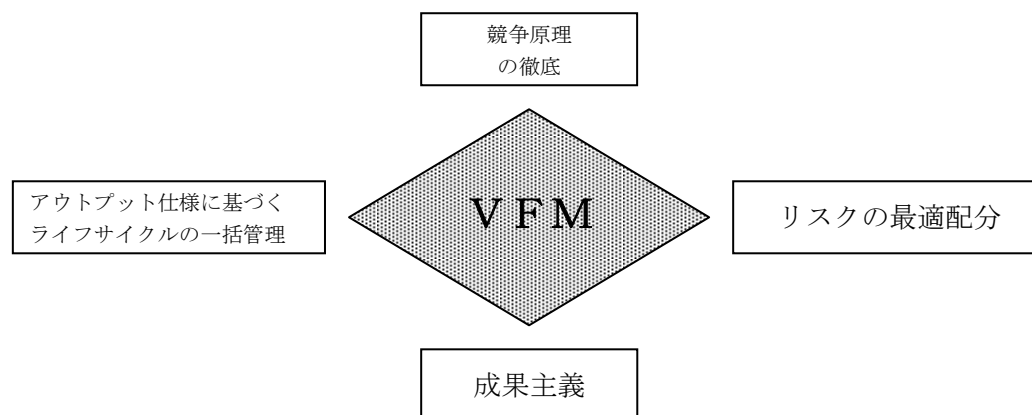 競争原理
の徹底
アウトプット仕様に基づく
ライフサイクルの一括管理
ＶＦＭ
リスクの最適配分
成果主義